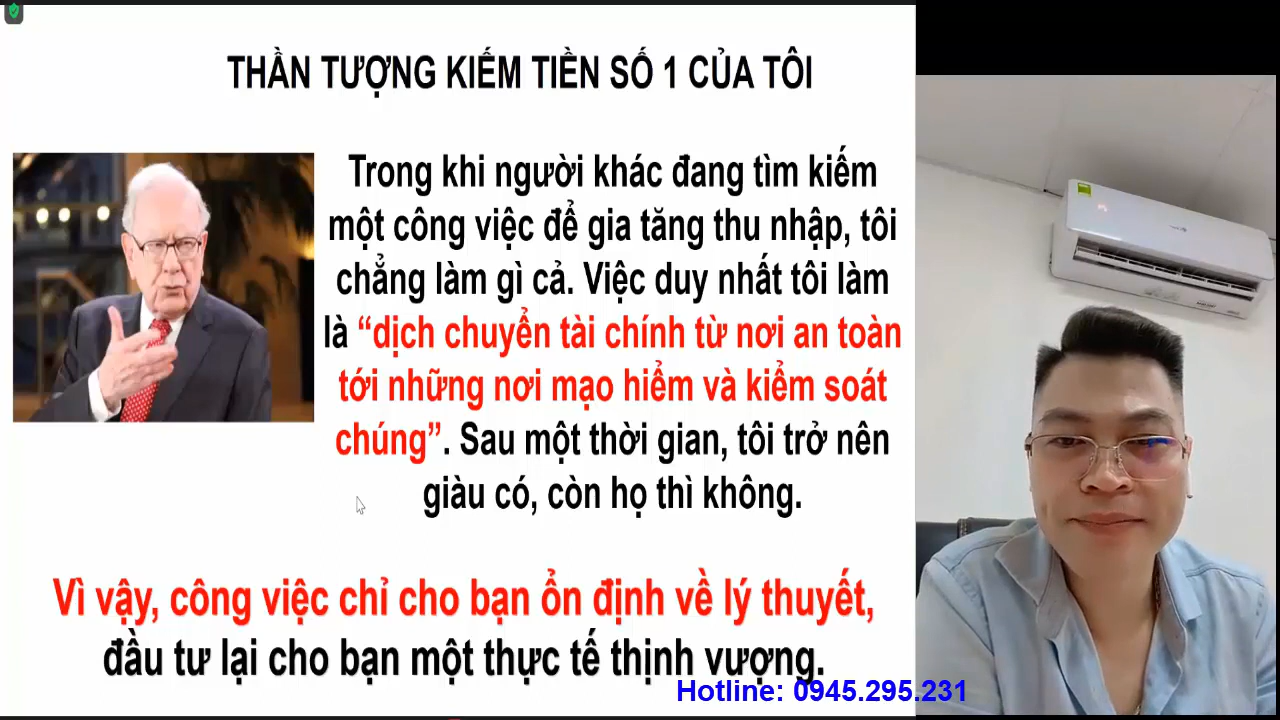 THẦN TƯỢNG KIẾM TIỀN SỐ 1 CỦA TÔI
Trong khi người khác đang tìm kiếm
một công việc để gia tăng thu nhập, tôi
chẳng làm gì cả. Việc duy nhất tôi làm
là “dịch chuyển tài chính từ nơi an toàn
tới những nơi mạo hiểm và kiểm soát
chúng”. Sau một thời gian, tôi trở nên
giàu có, còn họ thì không.
Vì vậy, công việc chỉ cho bạn ổn định về lý thuyết,
đầu tư lại cho bạn một thực tế thịnh vượng.
Hotline: 0945.295.231